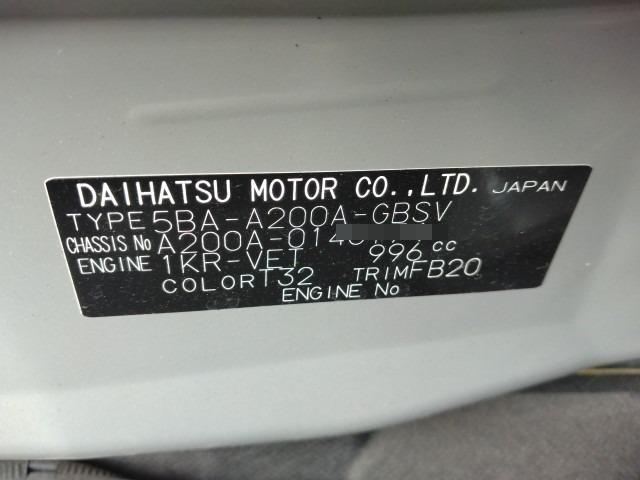 DAIHATSU MOTOR CO.,LTD. JAPAN
TYPE 5BA-A200A-GBSV
CHASSIS No A200A-0148
ENGINE 1KR-VET 996 cc
COLOR T32 TRIM FB20
ENGINE No